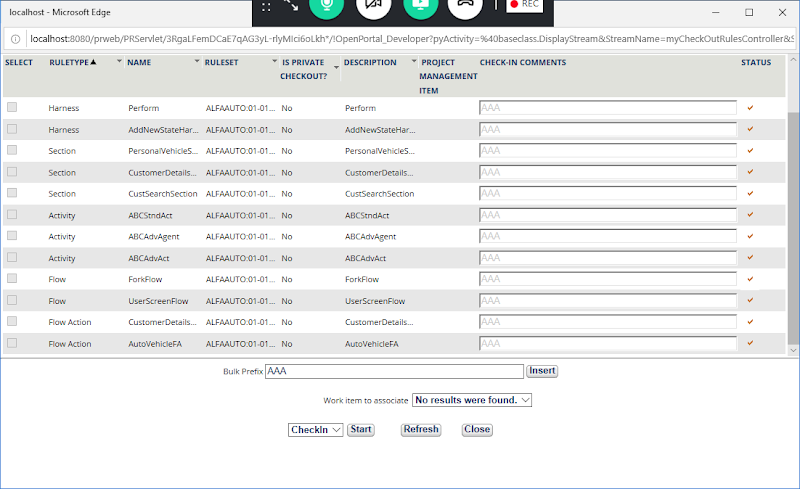 localhost - Microsoft Edge
REC
localhost:8080/prweb/PRServlet/3RgaLFemDCaE7qAG3yL-rlyMIci6oLkh*/!OpenPortal_Developer?pyActivity=%40baseclass.DisplayStream&StreamName=myCheckOutRulesController&S
SELECT RULETYPE NAME RULESET IS PRIVATE CHECKOUT? DESCRIPTION PROJECT MANAGEMENT ITEM CHECK-IN COMMENTS STATUS
Harness Perform ALFAAUTO:01-01... No Perform AAA
Harness AddNewStateHar... ALFAAUTO:01-01... No AddNewStateHar... AAA
Section PersonalVehicleS... ALFAAUTO:01-01... No PersonalVehicleS... AAA
Section CustomerDetails... ALFAAUTO:01-01... No CustomerDetails... AAA
Section CustSearchSection ALFAAUTO:01-01... No CustSearchSection AAA
Activity ABCStndAct ALFAAUTO:01-01... No ABCStndAct AAA
Activity ABCAdvAgent ALFAAUTO:01-01... No ABCAdvAgent AAA
Activity ABCAdvAct ALFAAUTO:01-01... No ABCAdvAct AAA
Flow ForkFlow ALFAAUTO:01-01... No ForkFlow AAA
Flow UserScreenFlow ALFAAUTO:01-01... No UserScreenFlow AAA
Flow Action CustomerDetails... ALFAAUTO:01-01... No CustomerDetails... AAA
Flow Action AutoVehicleFA ALFAAUTO:01-01... No AutoVehicleFA AAA
Bulk Prefix AAA Insert
Work item to associate No results were found.
CheckIn Start Refresh Close